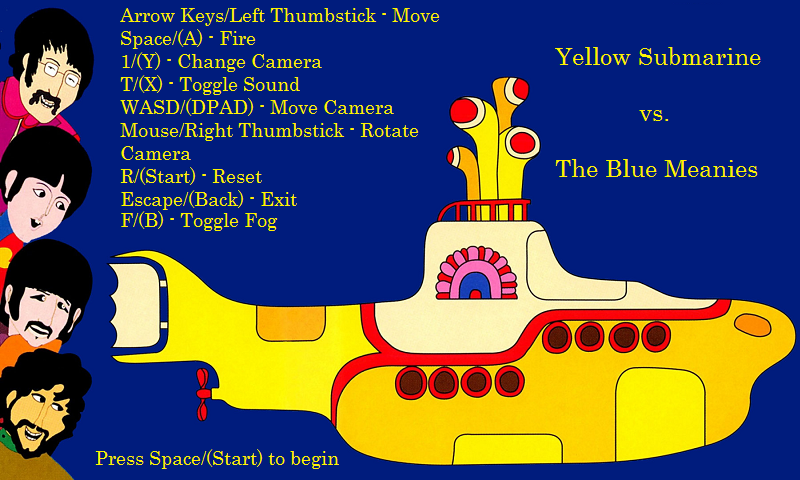 Arrow Keys/Left Thumbstick - Move
Space/(A) - Fire
1/(Y) - Change Camera
T/(X) - Toggle Sound
WASD/(DPAD) - Move Camera
Mouse/Right Thumbstick - Rotate
Camera
R/(Start) - Reset
Escape/(Back) - Exit
F/(B) - Toggle Fog
Yellow Submarine
vs.
The Blue Meanies
Press Space/(Start) to begin